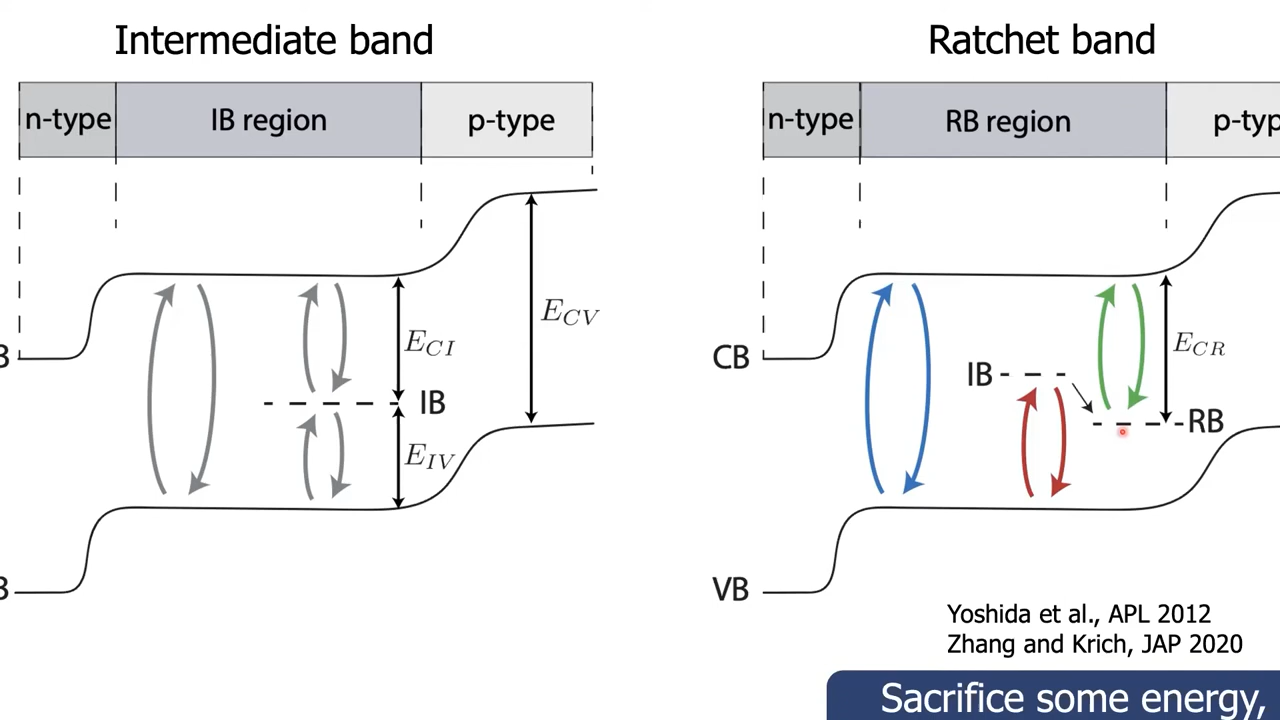 Intermediate band
Ratchet band
n-type
IB region
p-type
n-type
RB region
p-typ
E_CV
E_CI
IB
E_IV
CB
IB
E_CR
RB
VB
B
B
Yoshida et al., APL 2012
Zhang and Krich, JAP 2020
Sacrifice some energy,